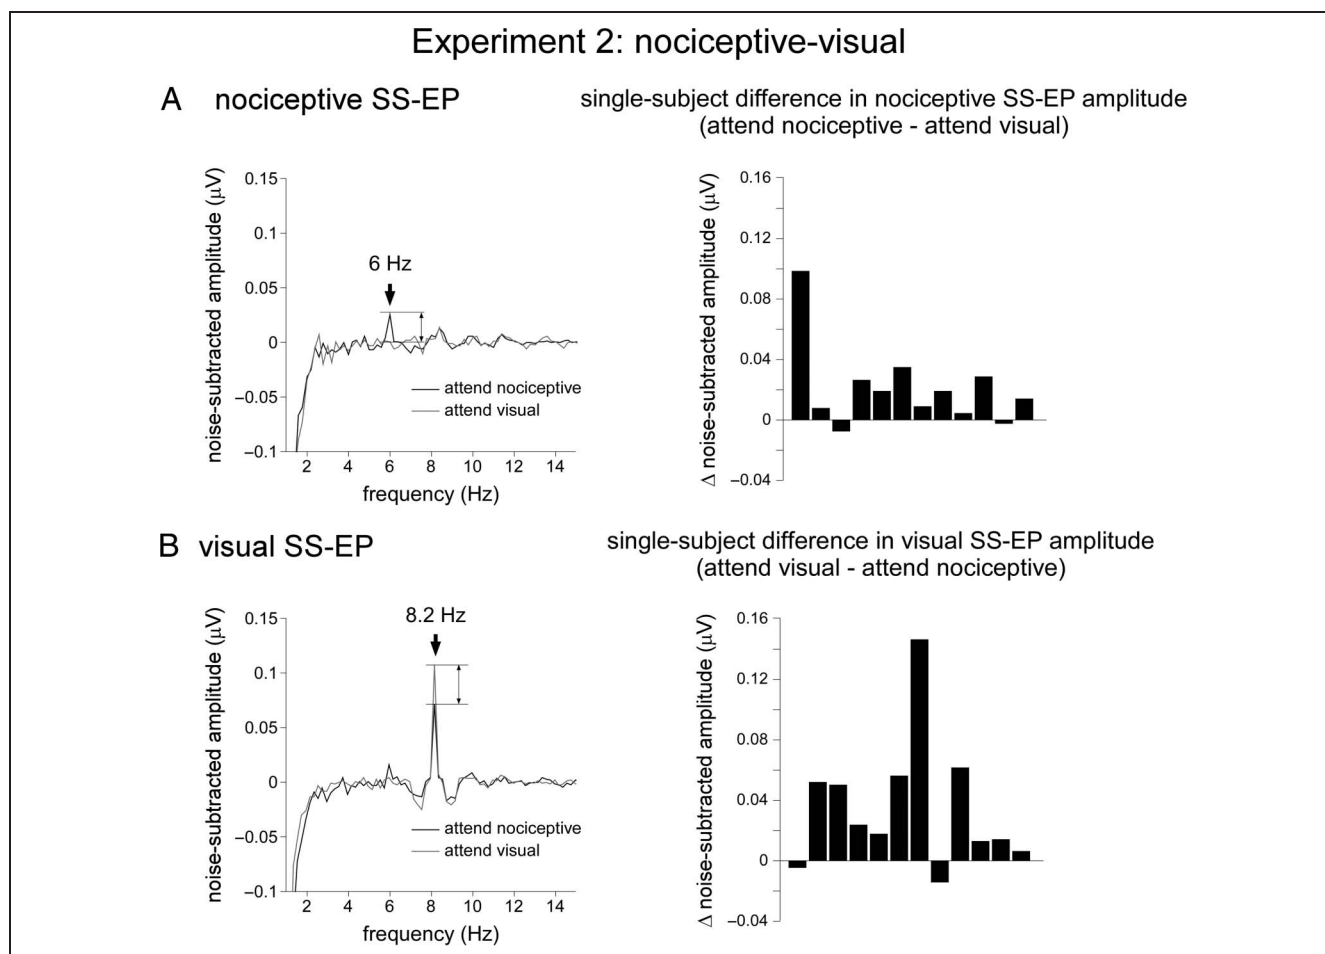 Experiment 2: nociceptive-visual
A nociceptive SS-EP
single-subject difference in nociceptive SS-EP amplitude
(attend nociceptive - attend visual)
noise-subtracted amplitude (μV)
0.15
0.1
0.05
0
−0.05
−0.1
6 Hz
attend nociceptive
attend visual
2 4 6 8 10 12 14
frequency (Hz)
Δ noise-subtracted amplitude (μV)
0.16
0.12
0.08
0.04
0
−0.04
B visual SS-EP
single-subject difference in visual SS-EP amplitude
(attend visual - attend nociceptive)
noise-subtracted amplitude (μV)
0.15
0.1
0.05
0
−0.05
−0.1
8.2 Hz
attend nociceptive
attend visual
2 4 6 8 10 12 14
frequency (Hz)
Δ noise-subtracted amplitude (μV)
0.16
0.12
0.08
0.04
0
−0.04